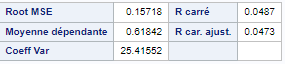 Root MSE 0.15718 R carré 0.0487
Moyenne dépendante 0.61842 R car. ajust. 0.0473
Coeff Var 25.41552